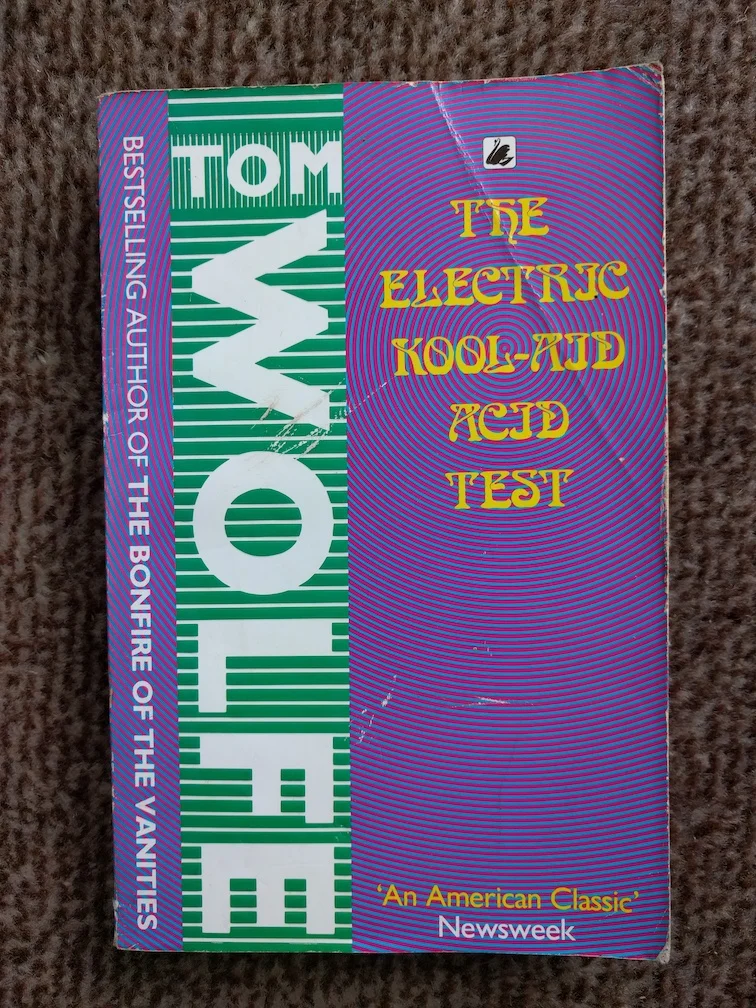 BESTSELLING AUTHOR OF THE BONFIRE OF THE VANITIES
TOM
WOLFE
THE
ELECTRIC
KOOL-AID
ACID
TEST
'An American Classic'
Newsweek